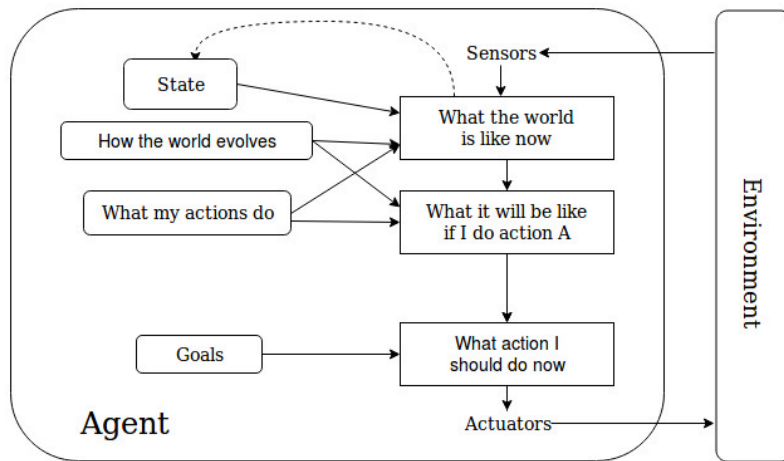 Sensors
State
What the world
is like now
How the world evolves
What my actions do
What it will be like
if I do action A
Environment
Goals
What action I
should do now
Agent
Actuators